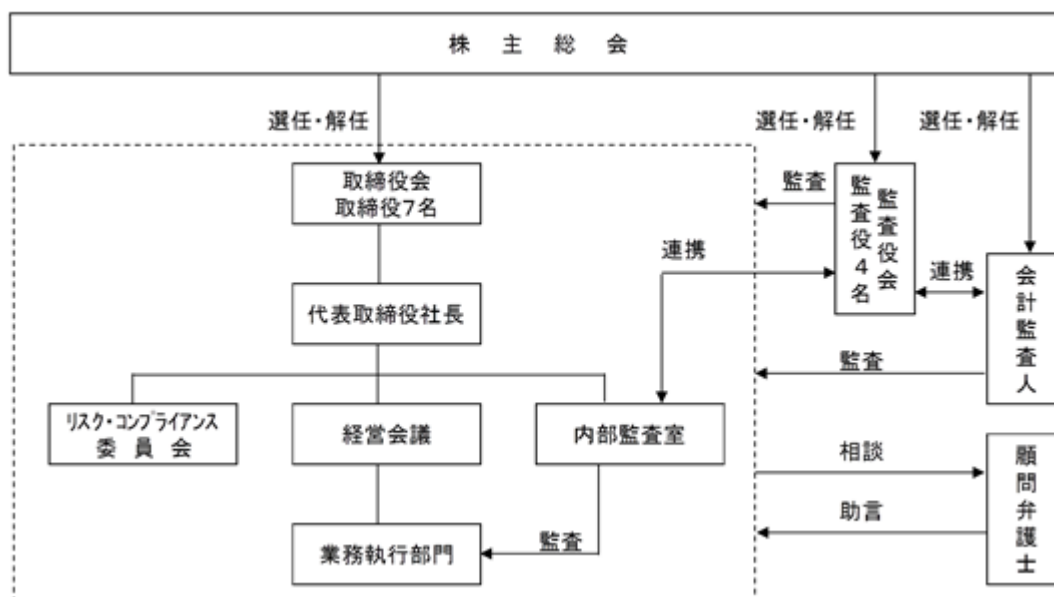 株主総会
選任・解任
選任・解任
選任・解任
取締役会
取締役7名
監査
監査役会
監査役4名
連携
連携
会計監査人
代表取締役社長
監査
リスク・コンプライアンス
委員会
経営会議
内部監査室
相談
顧問弁護士
助言
業務執行部門
監査